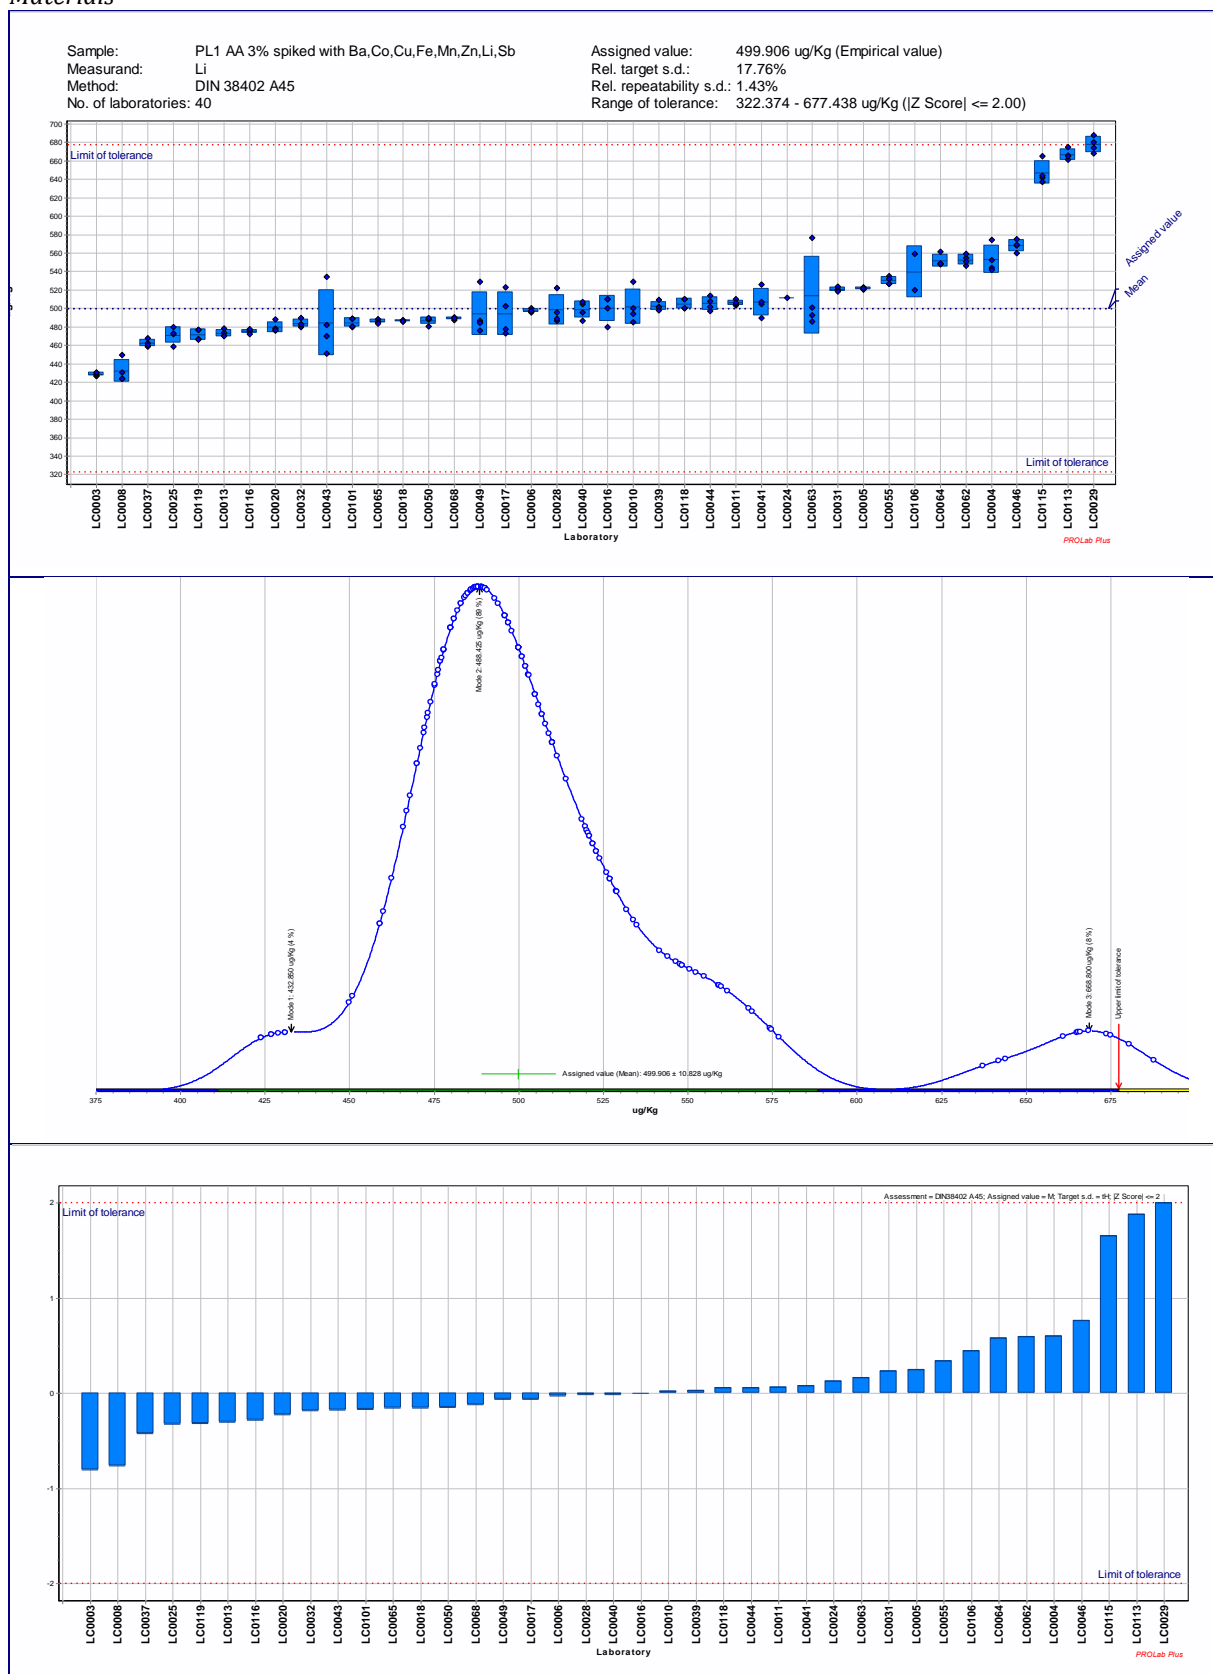 Materials
Sample: PL1 AA 3% spiked with Ba,Co,Cu,Fe,Mn,Zn,Li,Sb
Measurand: Li
Method: DIN 38402 A45
No. of laboratories: 40
Assigned value: 499.906 ug/Kg (Empirical value)
Rel. target s.d.: 17.76%
Rel. repeatability s.d.: 1.43%
Range of tolerance: 322.374 - 677.438 ug/Kg (|Z Score| <= 2.00)
700
680
660
640
620
600
580
560
540
520
500
480
460
440
420
400
380
360
340
320
Limit of tolerance
Limit of tolerance
Assigned value
Mean
LC0003 LC0008 LC0037 LC0025 LC0119 LC0013 LC0116 LC0020 LC0032 LC0043 LC0101 LC0065 LC0018 LC0050 LC0068 LC0049 LC0017 LC0006 LC0028 LC0040 LC0016 LC0010 LC0039 LC0118 LC0044 LC0011 LC0041 LC0024 LC0063 LC0031 LC0005 LC0055 LC0106 LC0064 LC0062 LC0004 LC0046 LC0115 LC0113 LC0029
Laboratory
PROLab Plus
Mode 1: 432.850 ug/Kg (4 %)
Mode 2: 488.425 ug/Kg (89 %)
Mode 3: 668.800 ug/Kg (8 %)
Upper limit of tolerance
Assigned value (Mean): 499.906 ± 10.828 ug/Kg
375 400 425 450 475 500 525 550 575 600 625 650 675
ug/Kg
Assessment = DIN38402 A45; Assigned value = M; Target s.d. = tH; |Z Score| <= 2
2
1
0
-1
-2
Limit of tolerance
Limit of tolerance
LC0003 LC0008 LC0037 LC0025 LC0119 LC0013 LC0116 LC0020 LC0032 LC0043 LC0101 LC0065 LC0018 LC0050 LC0068 LC0049 LC0017 LC0006 LC0028 LC0040 LC0016 LC0010 LC0039 LC0118 LC0044 LC0011 LC0041 LC0024 LC0063 LC0031 LC0005 LC0055 LC0106 LC0064 LC0062 LC0004 LC0046 LC0115 LC0113 LC0029
Laboratory
PROLab Plus